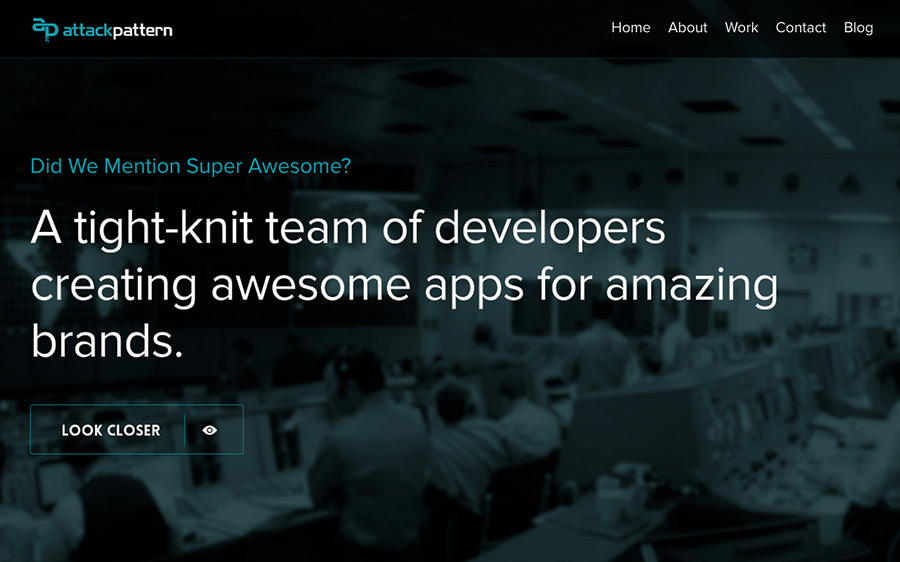 ap attackpattern
Home About Work Contact Blog
Did We Mention Super Awesome?
A tight-knit team of developers
creating awesome apps for amazing
brands.
LOOK CLOSER